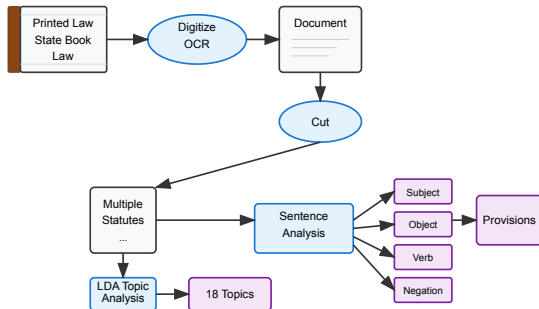 Printed Law
State Book
Law
Digitize
OCR
Document
Cut
Multiple
Statutes
...
Sentence
Analysis
Subject
Object
Verb
Negation
Provisions
LDA Topic
Analysis
18 Topics